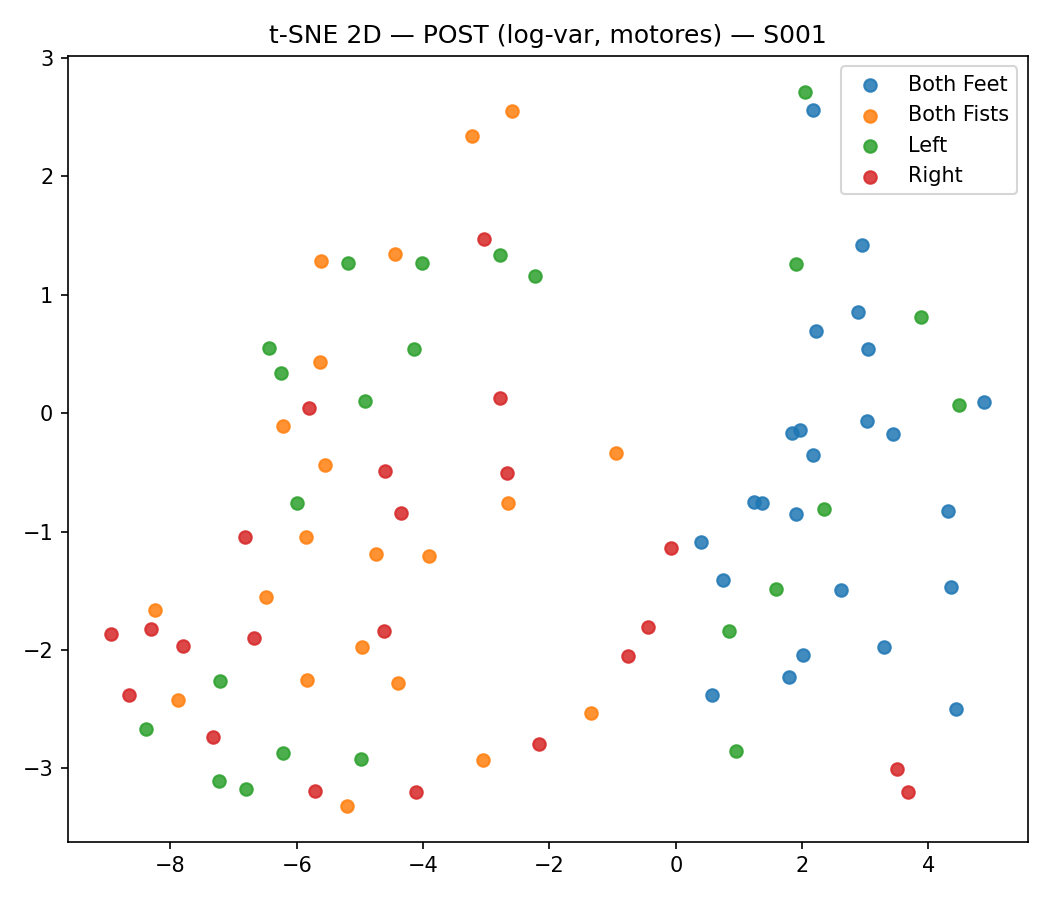 t-SNE 2D — POST (log-var, motores) — S001
Both Feet
Both Fists
Left
Right
3
2
1
0
−1
−2
−3
−8
−6
−4
−2
0
2
4